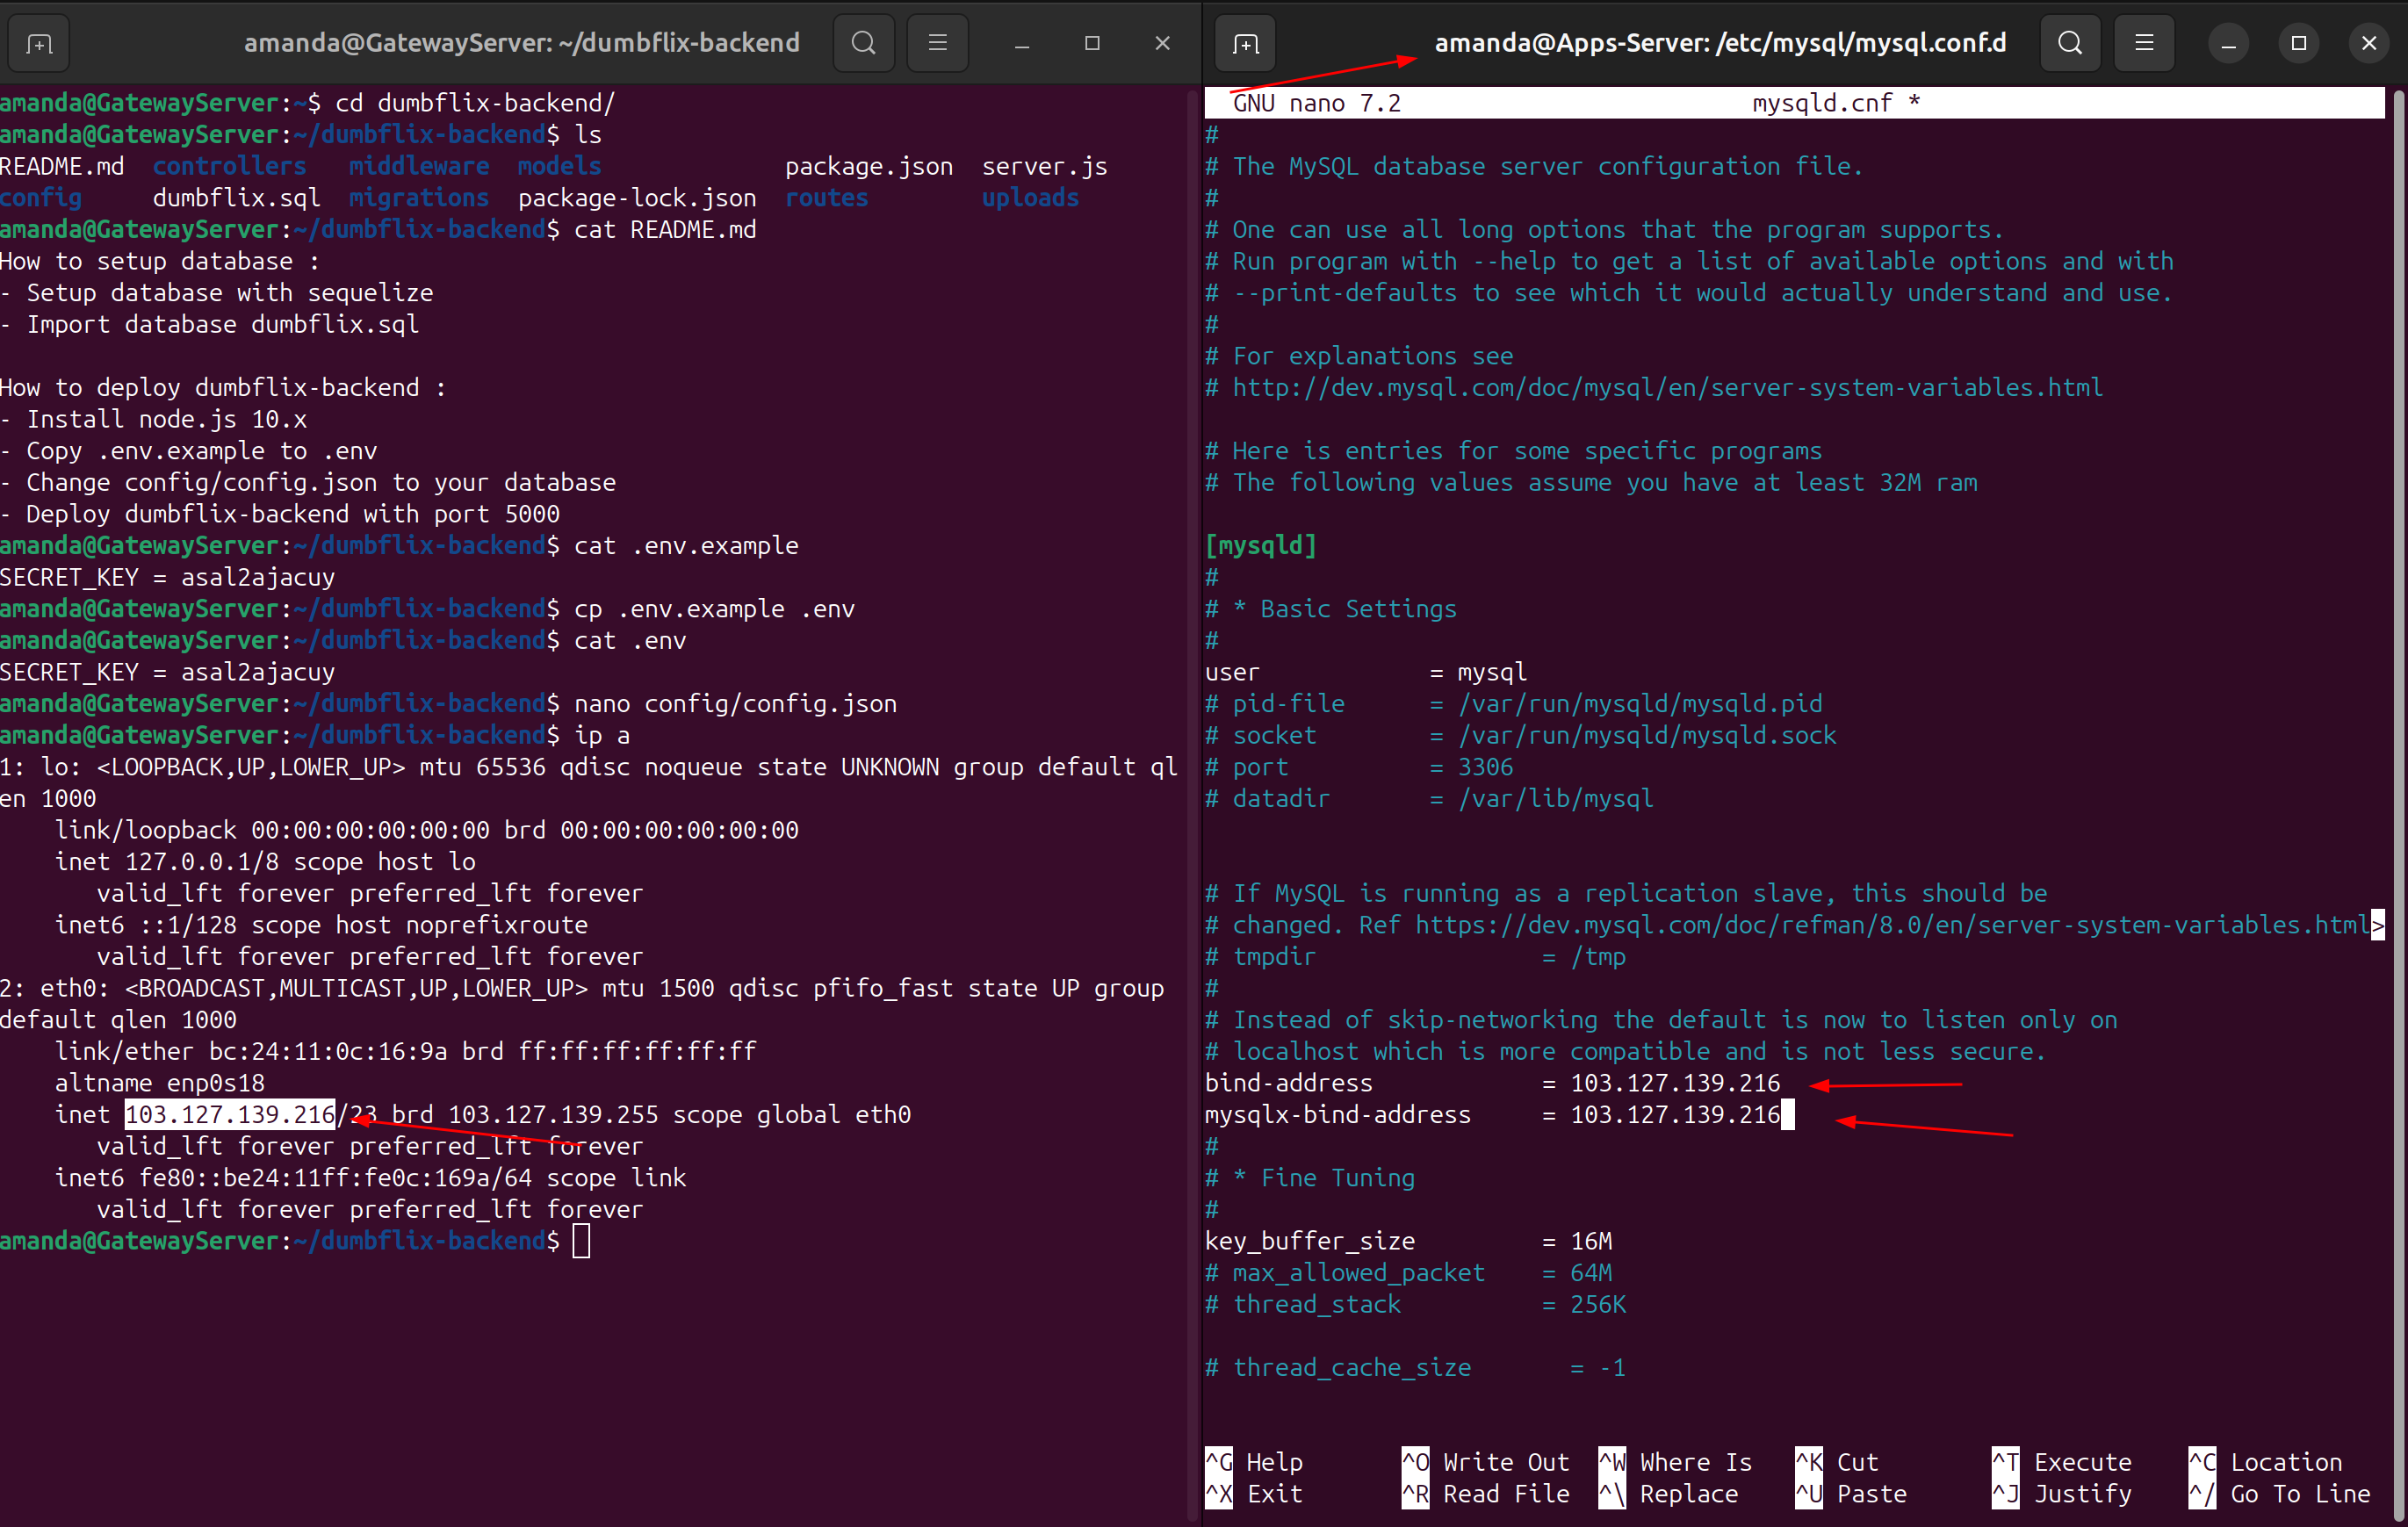 amanda@GatewayServer: ~/dumbflix-backend
amanda@GatewayServer:~$ cd dumbflix-backend/
amanda@GatewayServer:~/dumbflix-backend$ ls
README.md  controllers   middleware  models             package.json  server.js
config     dumbflix.sql  migrations  package-lock.json  routes        uploads
amanda@GatewayServer:~/dumbflix-backend$ cat README.md
How to setup database :
- Setup database with sequelize
- Import database dumbflix.sql
How to deploy dumbflix-backend :
- Install node.js 10.x
- Copy .env.example to .env
- Change config/config.json to your database
- Deploy dumbflix-backend with port 5000
amanda@GatewayServer:~/dumbflix-backend$ cat .env.example
SECRET_KEY = asal2ajacuy
amanda@GatewayServer:~/dumbflix-backend$ cp .env.example .env
amanda@GatewayServer:~/dumbflix-backend$ cat .env
SECRET_KEY = asal2ajacuy
amanda@GatewayServer:~/dumbflix-backend$ nano config/config.json
amanda@GatewayServer:~/dumbflix-backend$ ip a
1: lo: <LOOPBACK,UP,LOWER_UP> mtu 65536 qdisc noqueue state UNKNOWN group default ql
en 1000
    link/loopback 00:00:00:00:00:00 brd 00:00:00:00:00:00
    inet 127.0.0.1/8 scope host lo
       valid_lft forever preferred_lft forever
    inet6 ::1/128 scope host noprefixroute
       valid_lft forever preferred_lft forever
2: eth0: <BROADCAST,MULTICAST,UP,LOWER_UP> mtu 1500 qdisc pfifo_fast state UP group
default qlen 1000
    link/ether bc:24:11:0c:16:9a brd ff:ff:ff:ff:ff:ff
    altname enp0s18
    inet 103.127.139.216/23 brd 103.127.139.255 scope global eth0
       valid_lft forever preferred_lft forever
    inet6 fe80::be24:11ff:fe0c:169a/64 scope link
       valid_lft forever preferred_lft forever
amanda@GatewayServer:~/dumbflix-backend$
amanda@Apps-Server: /etc/mysql/mysql.conf.d
GNU nano 7.2                         mysqld.cnf *
#
# The MySQL database server configuration file.
#
# One can use all long options that the program supports.
# Run program with --help to get a list of available options and with
# --print-defaults to see which it would actually understand and use.
#
# For explanations see
# http://dev.mysql.com/doc/mysql/en/server-system-variables.html
# Here is entries for some specific programs
# The following values assume you have at least 32M ram
[mysqld]
#
# * Basic Settings
#
user            = mysql
# pid-file      = /var/run/mysqld/mysqld.pid
# socket        = /var/run/mysqld/mysqld.sock
# port          = 3306
# datadir       = /var/lib/mysql
# If MySQL is running as a replication slave, this should be
# changed. Ref https://dev.mysql.com/doc/refman/8.0/en/server-system-variables.html>
# tmpdir                = /tmp
#
# Instead of skip-networking the default is now to listen only on
# localhost which is more compatible and is not less secure.
bind-address            = 103.127.139.216
mysqlx-bind-address     = 103.127.139.216
#
# * Fine Tuning
#
key_buffer_size         = 16M
# max_allowed_packet    = 64M
# thread_stack          = 256K
# thread_cache_size       = -1
^G Help       ^O Write Out  ^W Where Is   ^K Cut        ^T Execute    ^C Location
^X Exit       ^R Read File  ^\ Replace    ^U Paste      ^J Justify    ^/ Go To Line